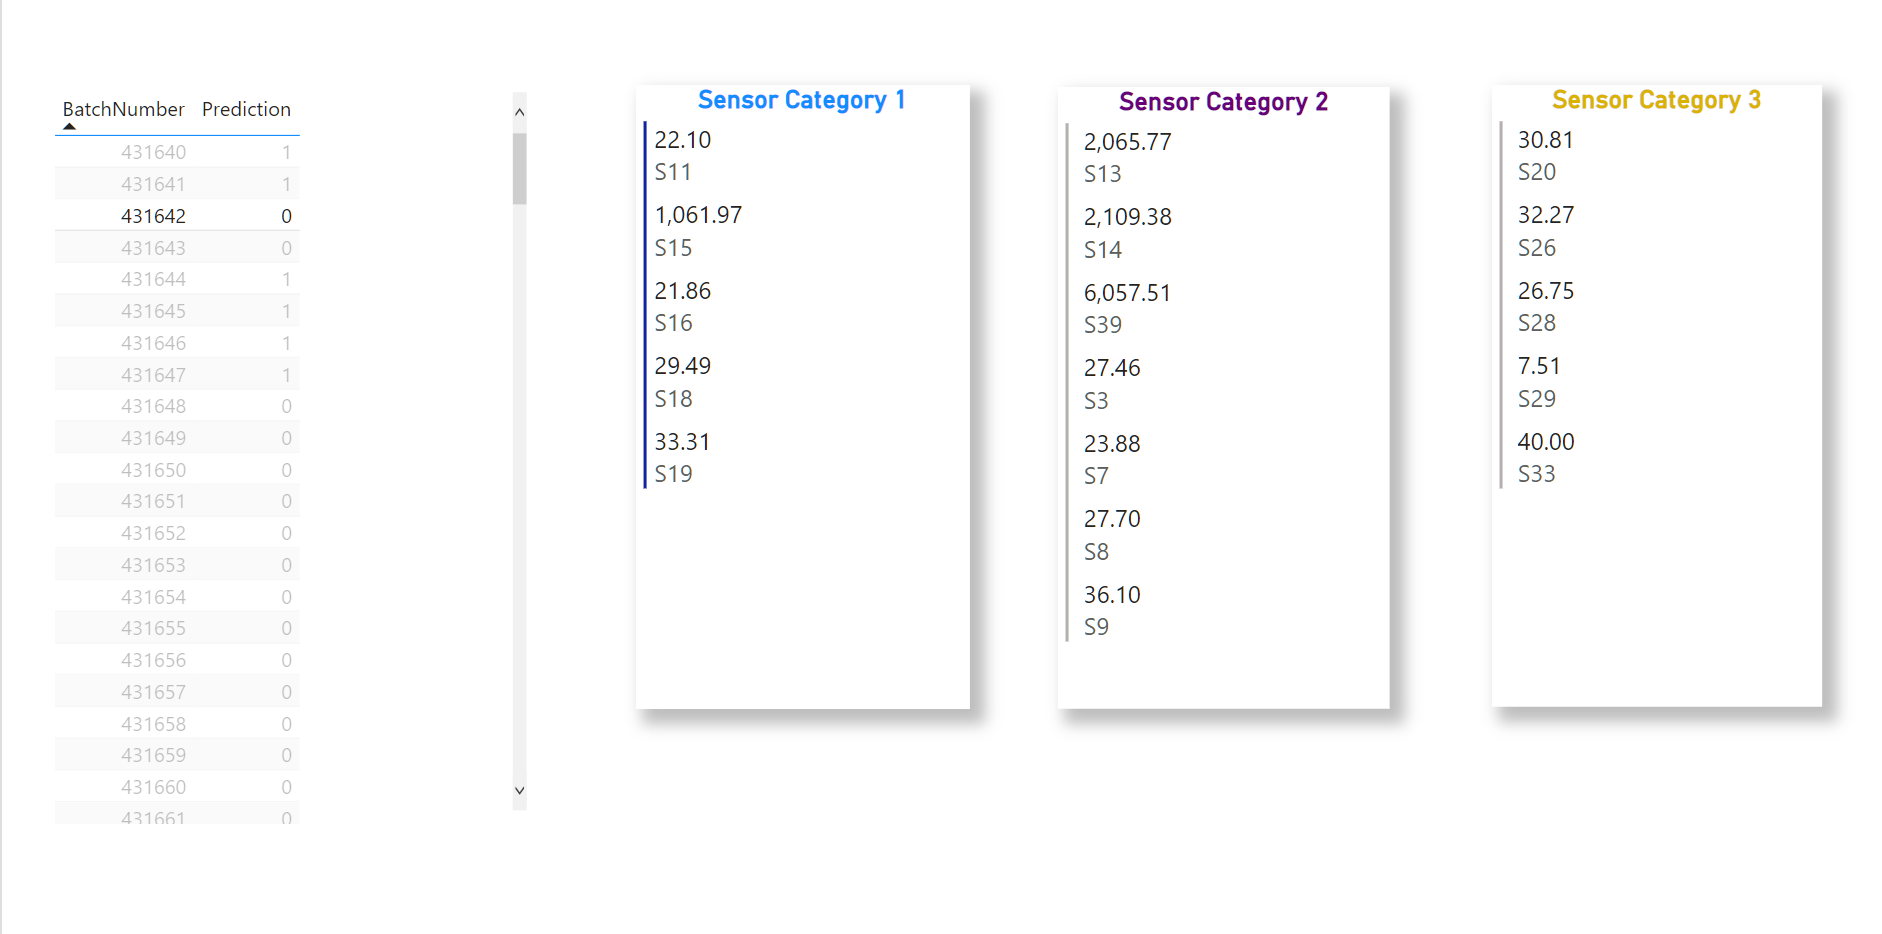 BatchNumber Prediction
431640 1
431641 1
431642 0
431643 0
431644 1
431645 1
431646 1
431647 1
431648 0
431649 0
431650 0
431651 0
431652 0
431653 0
431654 0
431655 0
431656 0
431657 0
431658 0
431659 0
431660 0
431661 0
Sensor Category 1
22.10
S11
1,061.97
S15
21.86
S16
29.49
S18
33.31
S19
Sensor Category 2
2,065.77
S13
2,109.38
S14
6,057.51
S39
27.46
S3
23.88
S7
27.70
S8
36.10
S9
Sensor Category 3
30.81
S20
32.27
S26
26.75
S28
7.51
S29
40.00
S33